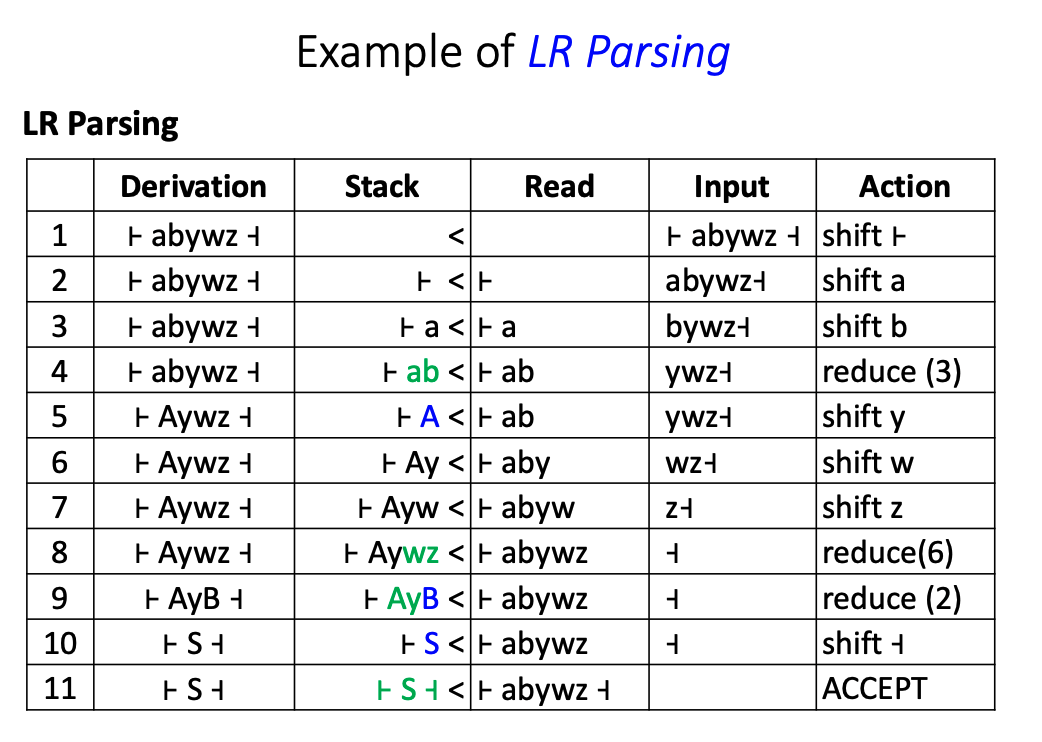 Example of LR Parsing
LR Parsing
Derivation Stack Read Input Action
1 ⊢ abywz ⊣ < ⊢ abywz ⊣ shift ⊢
2 ⊢ abywz ⊣ ⊢ < ⊢ abywz⊣ shift a
3 ⊢ abywz ⊣ ⊢ a < ⊢ a bywz⊣ shift b
4 ⊢ abywz ⊣ ⊢ ab < ⊢ ab ywz⊣ reduce (3)
5 ⊢ Aywz ⊣ ⊢ A < ⊢ ab ywz⊣ shift y
6 ⊢ Aywz ⊣ ⊢ Ay < ⊢ aby wz⊣ shift w
7 ⊢ Aywz ⊣ ⊢ Ayw < ⊢ abyw z⊣ shift z
8 ⊢ Aywz ⊣ ⊢ Aywz < ⊢ abywz ⊣ reduce(6)
9 ⊢ AyB ⊣ ⊢ AyB < ⊢ abywz ⊣ reduce (2)
10 ⊢ S ⊣ ⊢ S < ⊢ abywz ⊣ shift ⊣
11 ⊢ S ⊣ ⊢ S ⊣ < ⊢ abywz ⊣ ACCEPT